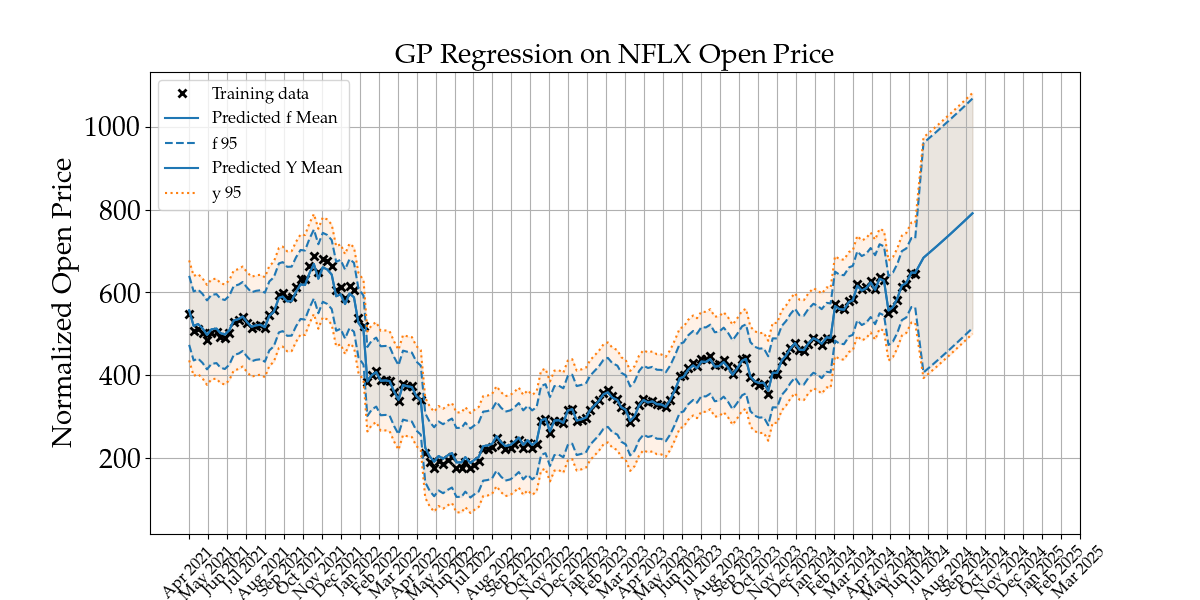 GP Regression on NFLX Open Price
Training data
Predicted f Mean
f 95
Predicted Y Mean
y 95
Normalized Open Price
1000
800
600
400
200
Apr 2021
May 2021
Jun 2021
Jul 2021
Aug 2021
Oct 2021
Nov 2021
Dec 2021
Jan 2022
Feb 2022
Mar 2022
Apr 2022
May 2022
Jun 2022
Jul 2022
Aug 2022
Sep 2022
Oct 2022
Nov 2022
Dec 2022
Jan 2023
Feb 2023
Mar 2023
Apr 2023
May 2023
Jun 2023
Jul 2023
Aug 2023
Sep 2023
Oct 2023
Nov 2023
Dec 2023
Jan 2024
Feb 2024
Mar 2024
Apr 2024
May 2024
Jun 2024
Jul 2024
Aug 2024
Sep 2024
Oct 2024
Nov 2024
Dec 2024
Jan 2025
Feb 2025
Mar 2025